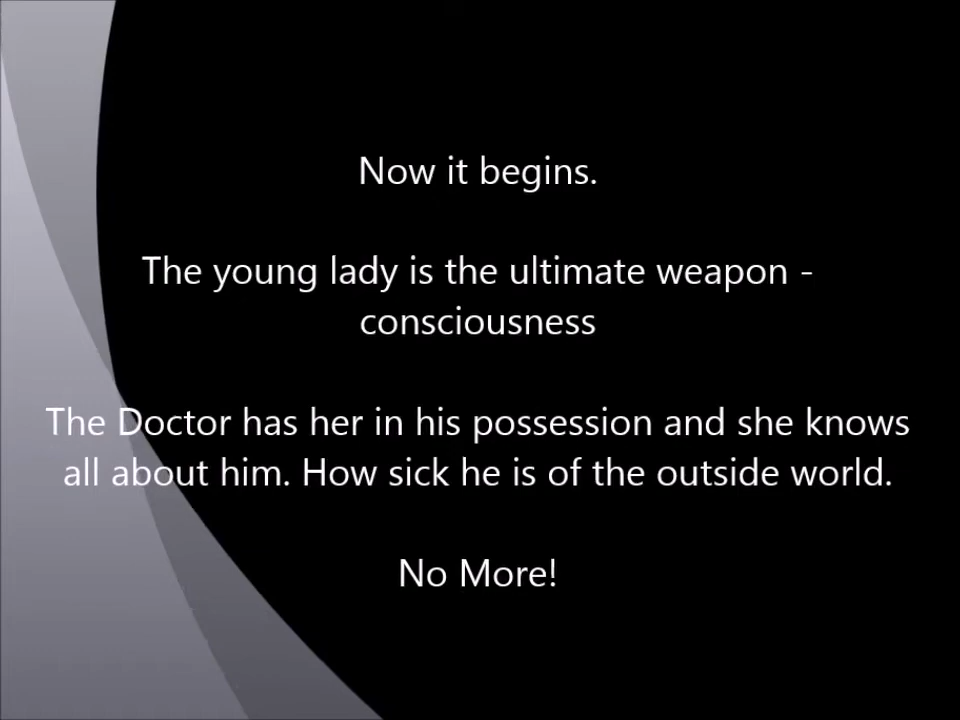 Now it begins.
The young lady is the ultimate weapon -
consciousness
The Doctor has her in his possession and she knows
all about him. How sick he is of the outside world.
No More!